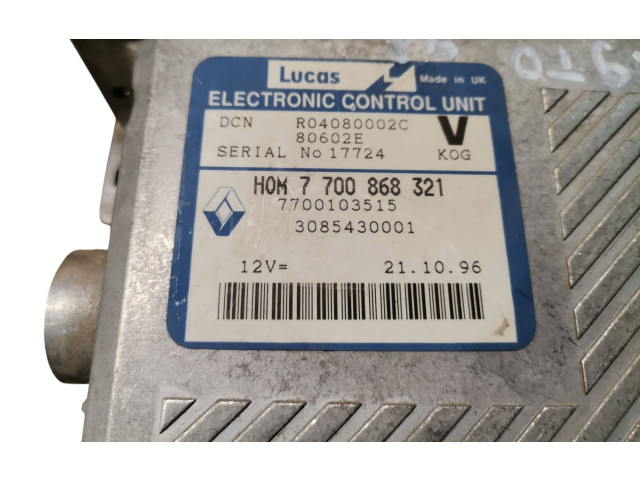 Lucas Made in UK
ELECTRONIC CONTROL UNIT
DCN R04080002C V
80602E
SERIAL No 17724 KOG
HOM 7 700 868 321
7700103515
3085430001
12V= 21.10.96